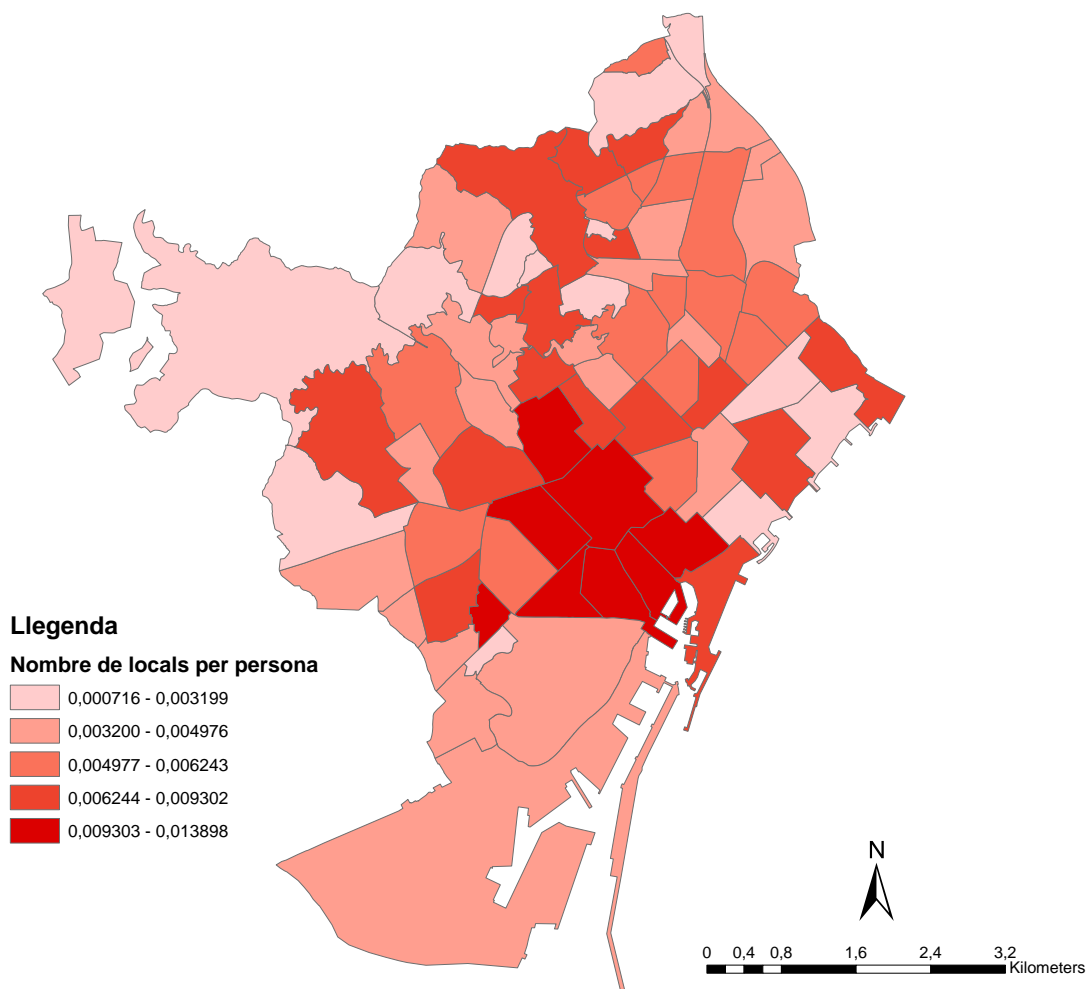 Llegenda
Nombre de locals per persona
0,000716 - 0,003199
0,003200 - 0,004976
0,004977 - 0,006243
0,006244 - 0,009302
0,009303 - 0,013898
N
0 0,4 0,8 1,6 2,4 3,2
Kilometers